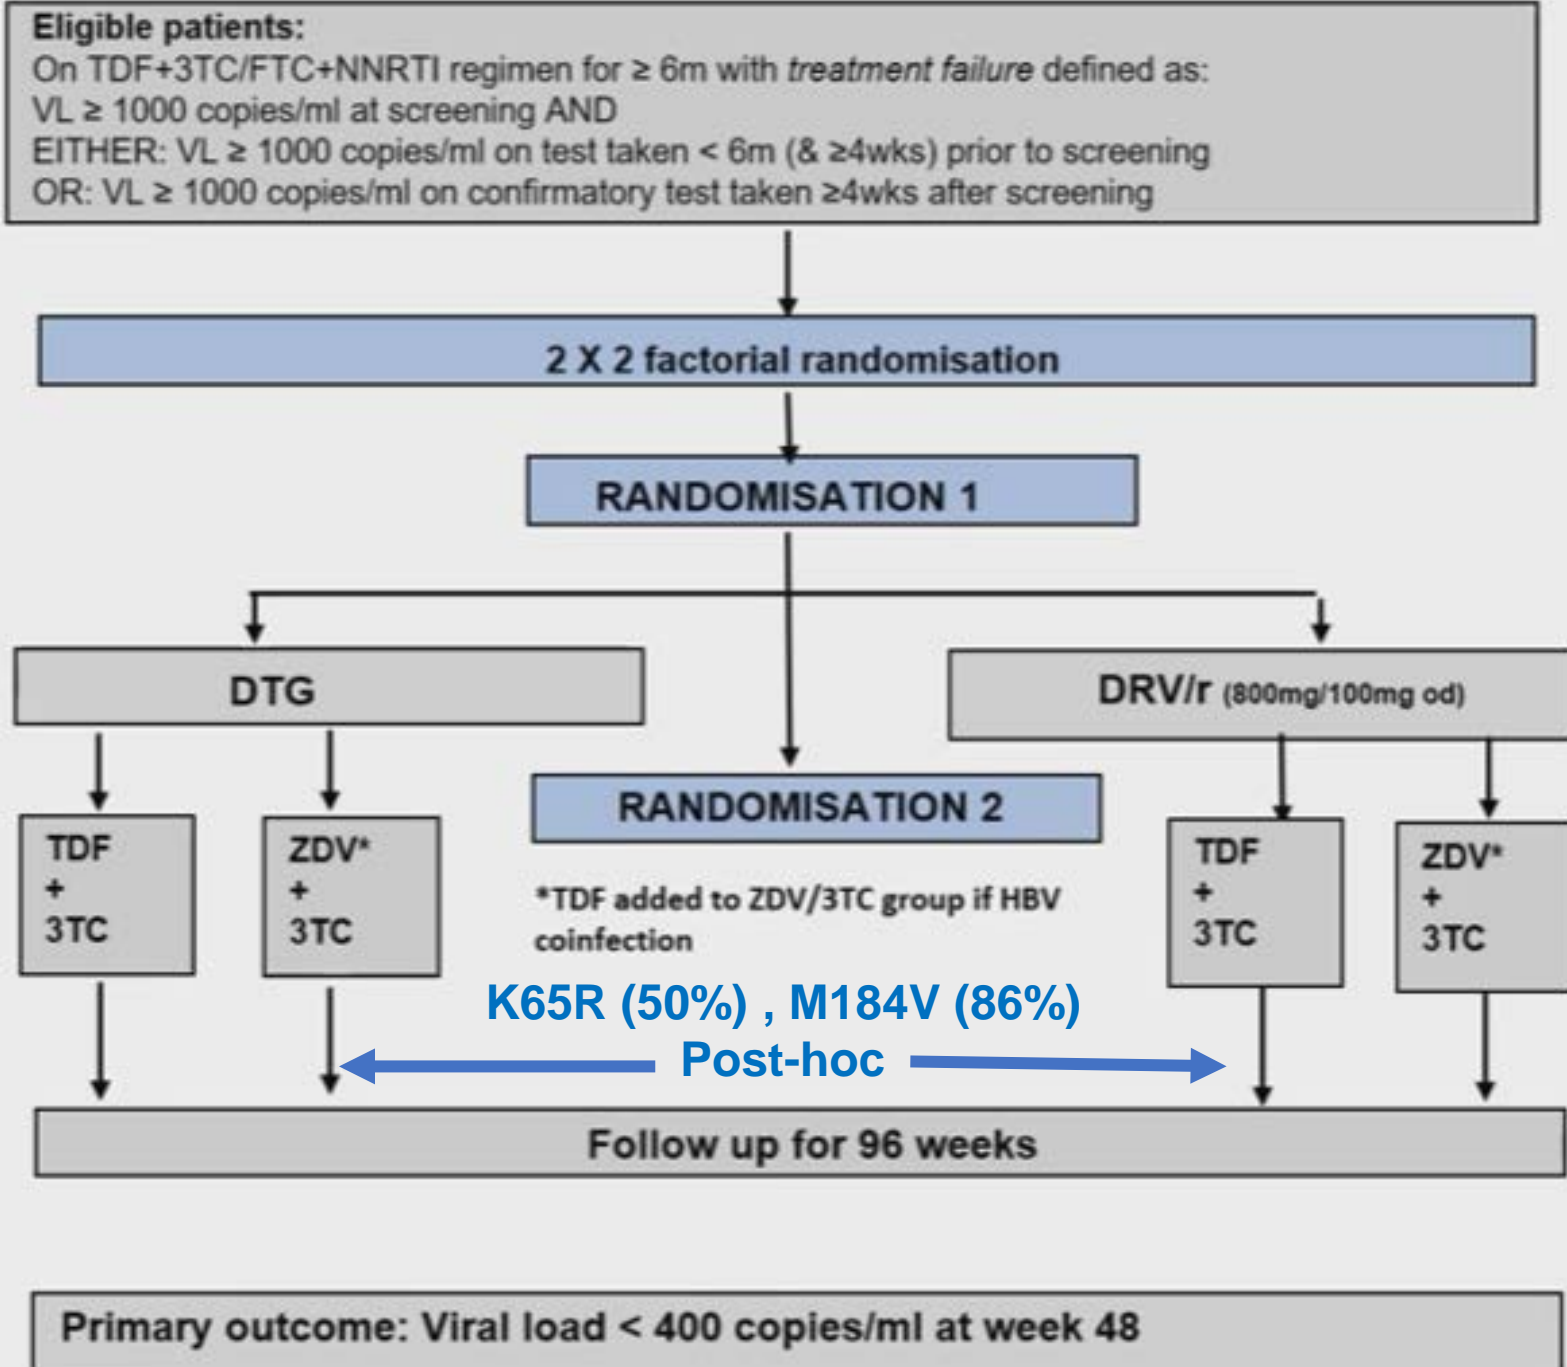 Eligible patients:
On TDF+3TC/FTC+NNRTI regimen for ≥ 6m with treatment failure defined as:
VL ≥ 1000 copies/ml at screening AND
EITHER: VL ≥ 1000 copies/ml on test taken < 6m (& ≥4wks) prior to screening
OR: VL ≥ 1000 copies/ml on confirmatory test taken ≥4wks after screening
2 X 2 factorial randomisation
RANDOMISATION 1
DTG
DRV/r (800mg/100mg od)
RANDOMISATION 2
TDF
+
3TC
ZDV*
+
3TC
*TDF added to ZDV/3TC group if HBV
coinfection
TDF
+
3TC
ZDV*
+
3TC
K65R (50%) , M184V (86%)
Post-hoc
Follow up for 96 weeks
Primary outcome: Viral load < 400 copies/ml at week 48